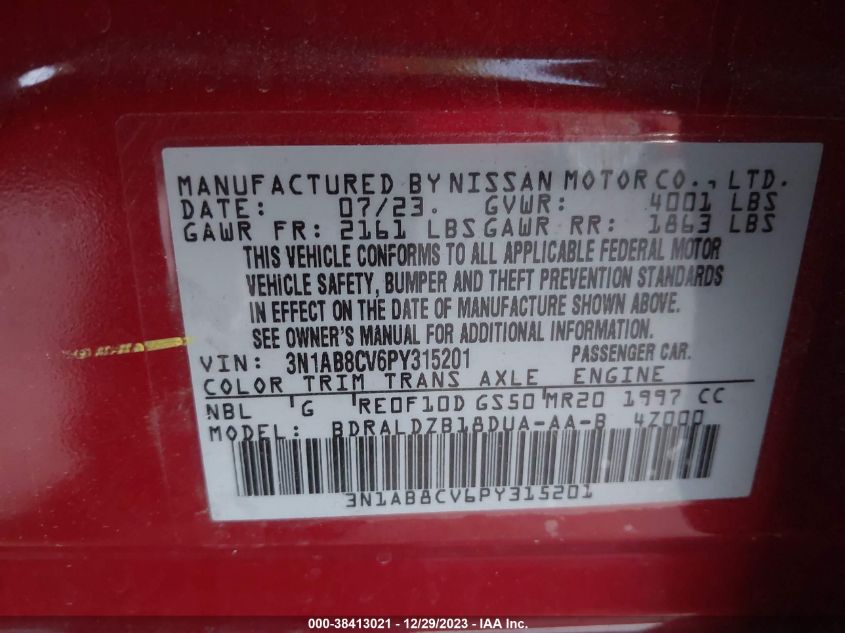 MANUFACTURED BY NISSAN MOTOR CO., LTD.
DATE: 07/23. GVWR: 4001 LBS
GAWR FR: 2161 LBS GAWR RR: 1863 LBS
THIS VEHICLE CONFORMS TO ALL APPLICABLE FEDERAL MOTOR
VEHICLE SAFETY, BUMPER AND THEFT PREVENTION STANDARDS
IN EFFECT ON THE DATE OF MANUFACTURE SHOWN ABOVE.
SEE OWNER'S MANUAL FOR ADDITIONAL INFORMATION.
VIN: 3N1AB8CV6PY315201 PASSENGER CAR.
COLOR TRIM TRANS AXLE ENGINE
NBL G RE0F10D GS50 MR20 1997 CC
MODEL: BDRALDZB18DUA-AA-B 4Z000
3N1AB8CV6PY315201
000-38413021 - 12/29/2023 - IAA Inc.